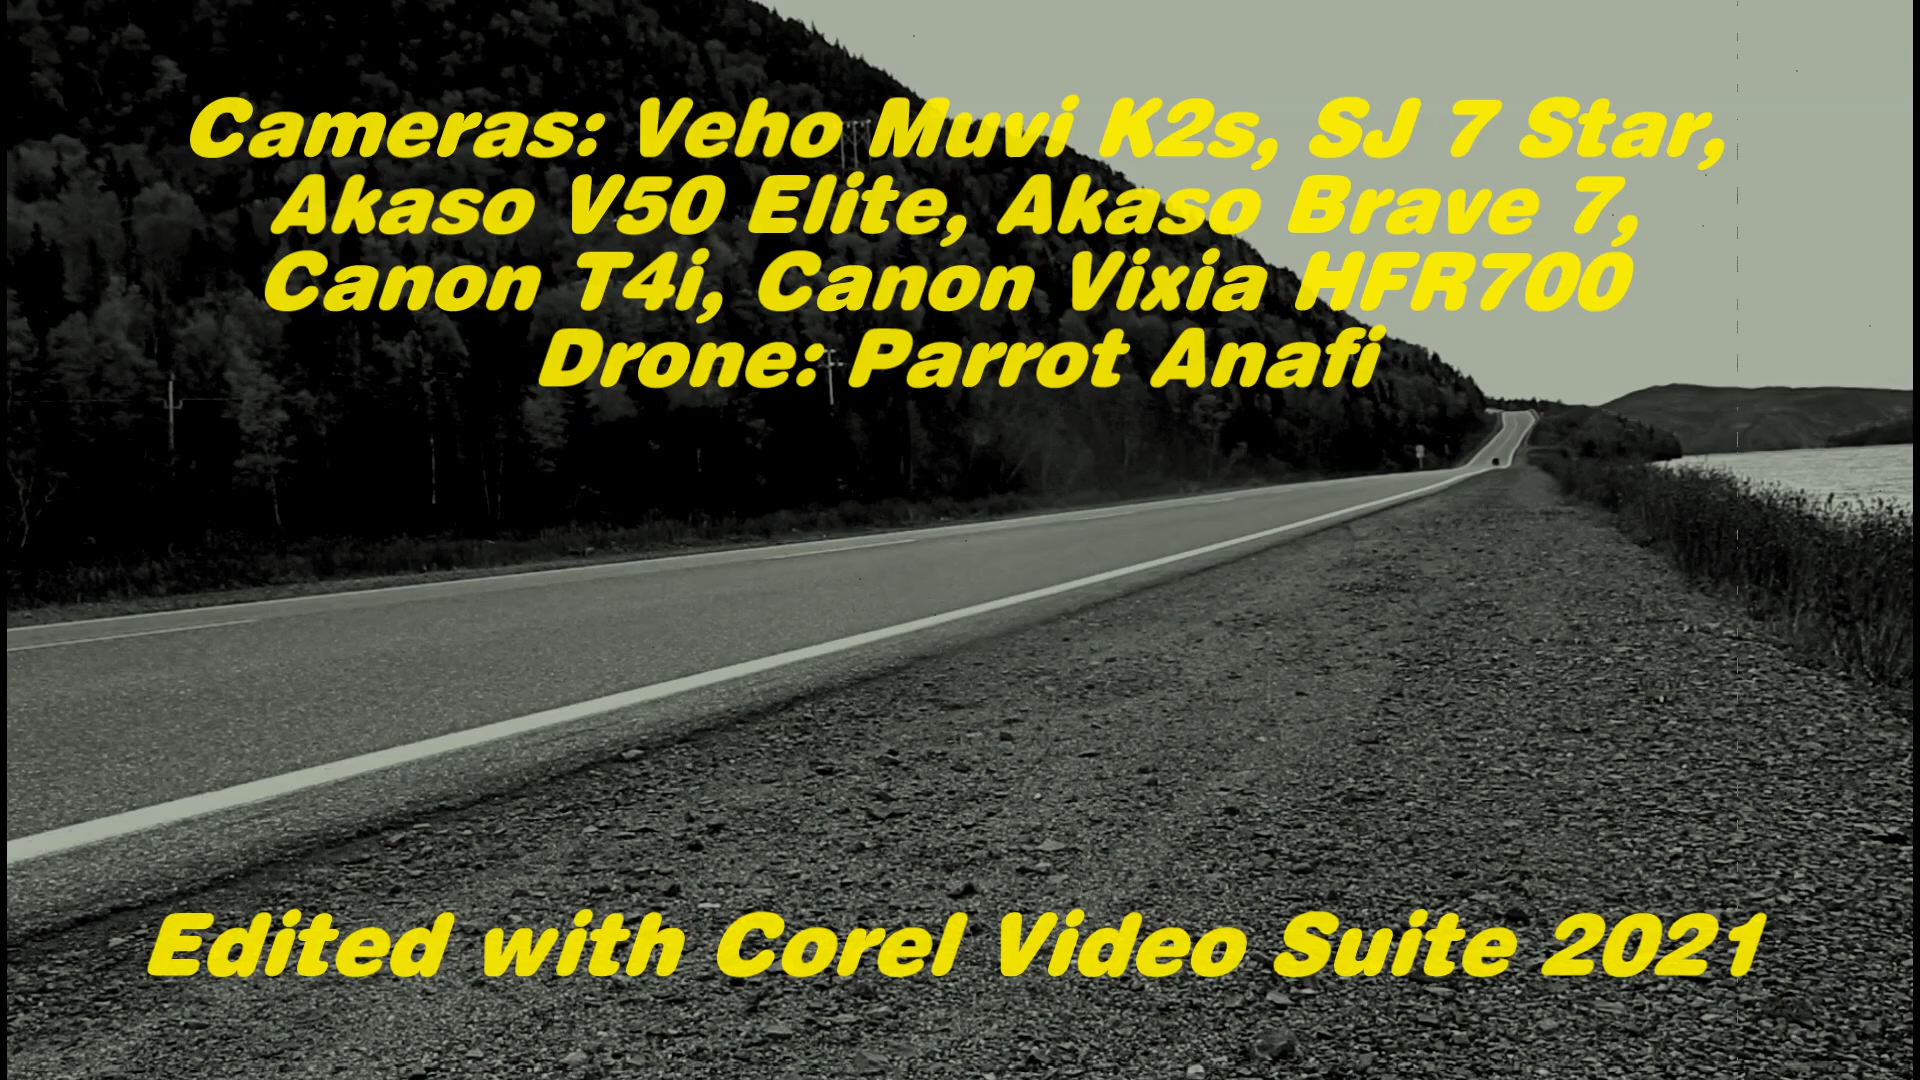 Cameras: Veho Muvi K2s, SJ 7 Star,
Akaso V50 Elite, Akaso Brave 7,
Canon T4i, Canon Vixia HFR700
Drone: Parrot Anafi
Edited with Corel Video Suite 2021